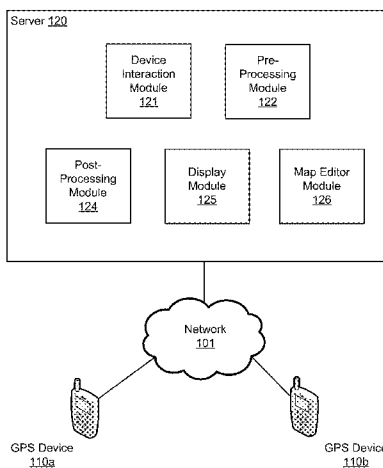 Server 120
Device
Interaction
Module
121
Pre-
Processing
Module
122
Post-
Processing
Module
124
Display
Module
125
Map Editor
Module
126
Network
101
GPS Device
110a
GPS Device
110b